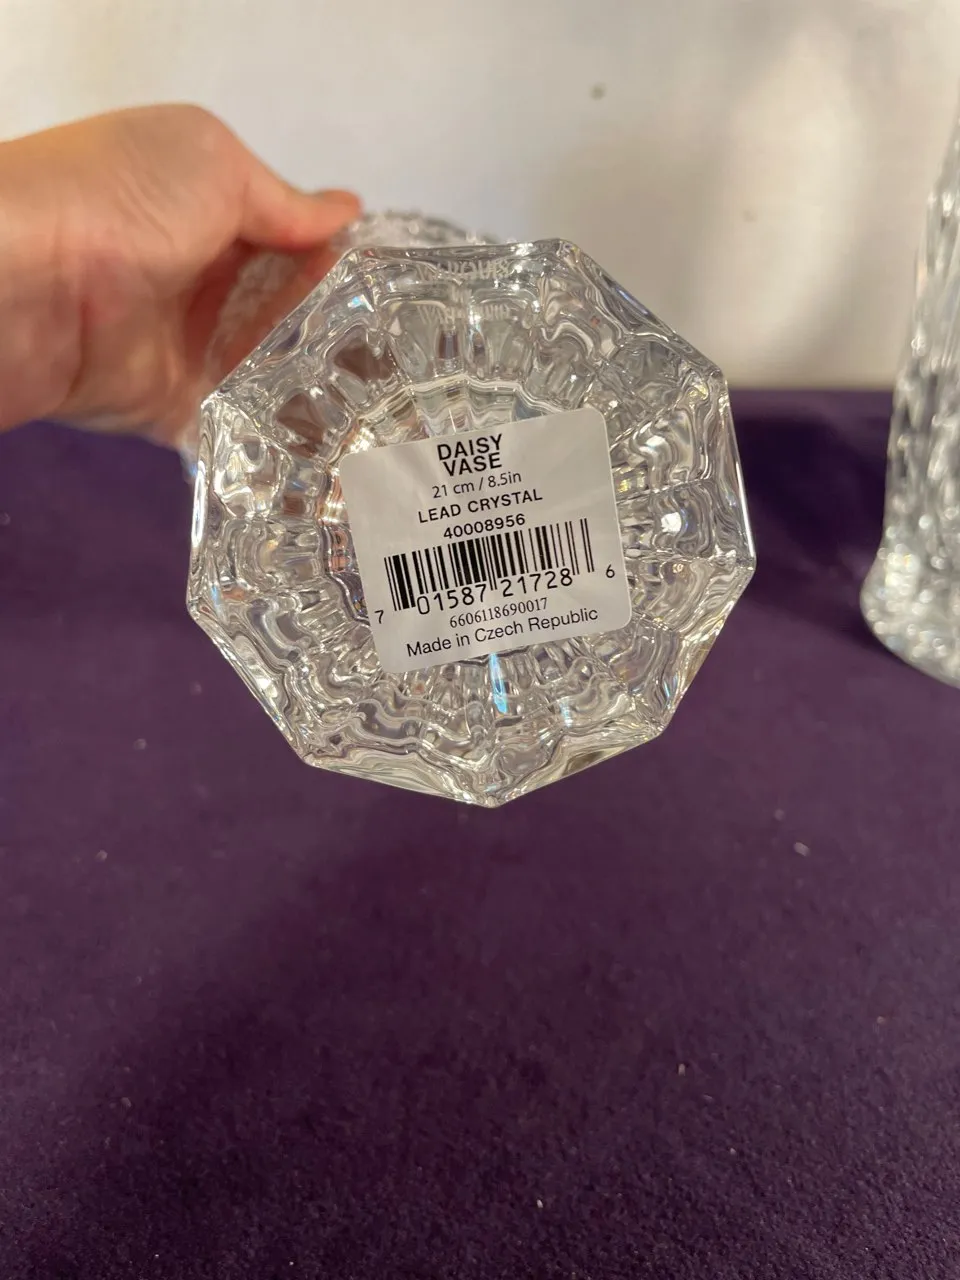 DAISY
VASE
21 cm / 8.5in
LEAD CRYSTAL
40008956
7 01587 21728 6
6606118690017
Made in Czech Republic